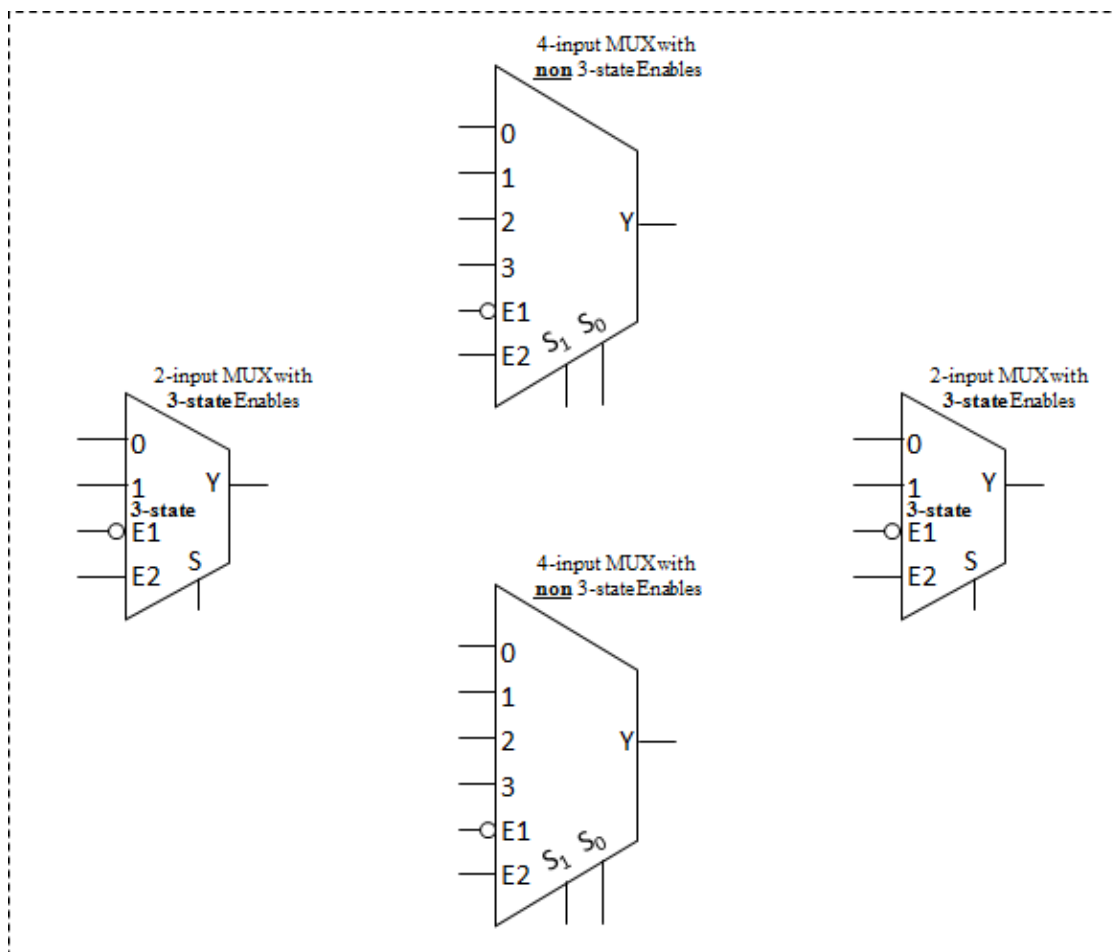 4-input MUX with
non 3-state Enables
0
1
2
3
E1
E2
S1 S0
Y
2-input MUX with
3-state Enables
0
1
3-state
E1
E2
S
Y
2-input MUX with
3-state Enables
0
1
3-state
E1
E2
S
Y
4-input MUX with
non 3-state Enables
0
1
2
3
E1
E2
S1 S0
Y